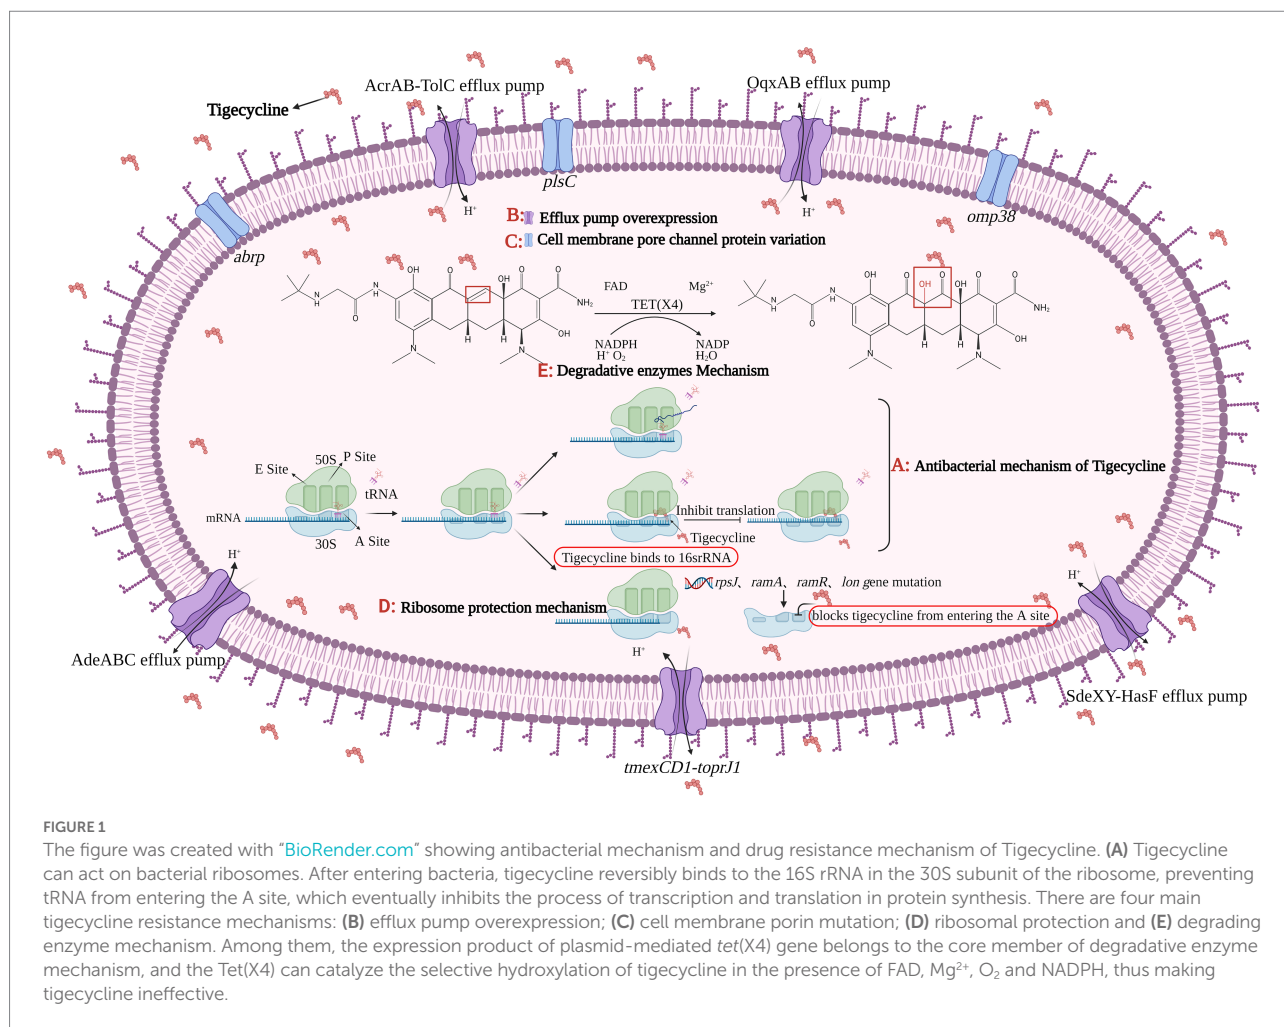 AcrAB-TolC efflux pump
OqxAB efflux pump
Tigecycline
plsC
omp38
abrp
H⁺
H⁺
B: Efflux pump overexpression
C: Cell membrane pore channel protein variation
OH
O
OH
O
O
NH₂
OH
H
N
O
N
H
H
H
N
FAD
Mg²⁺
TET(X4)
NADPH
H⁺ O₂
NADP
H₂O
OH
O
OH
O
OH
O
O
NH₂
OH
H
N
O
N
H
H
H
N
E: Degradative enzymes Mechanism
A: Antibacterial mechanism of Tigecycline
E Site
50S
P Site
tRNA
mRNA
30S
A Site
Inhibit translation
Tigecycline
Tigecycline binds to 16srRNA
rpsJ、 ramA、 ramR、 lon gene mutation
D: Ribosome protection mechanism
blocks tigecycline from entering the A site
H⁺
AdeABC efflux pump
H⁺
tmexCD1-toprJ1
H⁺
SdeXY-HasF efflux pump
FIGURE 1
The figure was created with “BioRender.com” showing antibacterial mechanism and drug resistance mechanism of Tigecycline. (A) Tigecycline
can act on bacterial ribosomes. After entering bacteria, tigecycline reversibly binds to the 16S rRNA in the 30S subunit of the ribosome, preventing
tRNA from entering the A site, which eventually inhibits the process of transcription and translation in protein synthesis. There are four main
tigecycline resistance mechanisms: (B) efflux pump overexpression; (C) cell membrane porin mutation; (D) ribosomal protection and (E) degrading
enzyme mechanism. Among them, the expression product of plasmid-mediated tet(X4) gene belongs to the core member of degradative enzyme
mechanism, and the Tet(X4) can catalyze the selective hydroxylation of tigecycline in the presence of FAD, Mg²⁺, O₂ and NADPH, thus making
tigecycline ineffective.